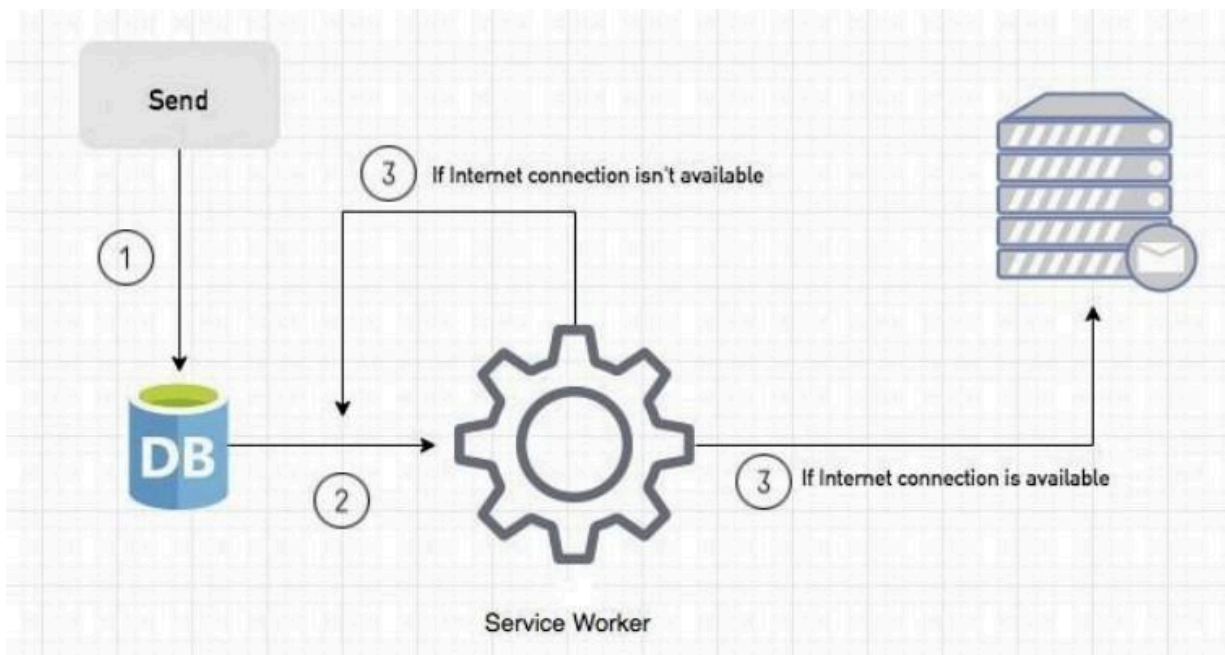 Send
3 If Internet connection isn't available
1
DB
2
3 If Internet connection is available
Service Worker